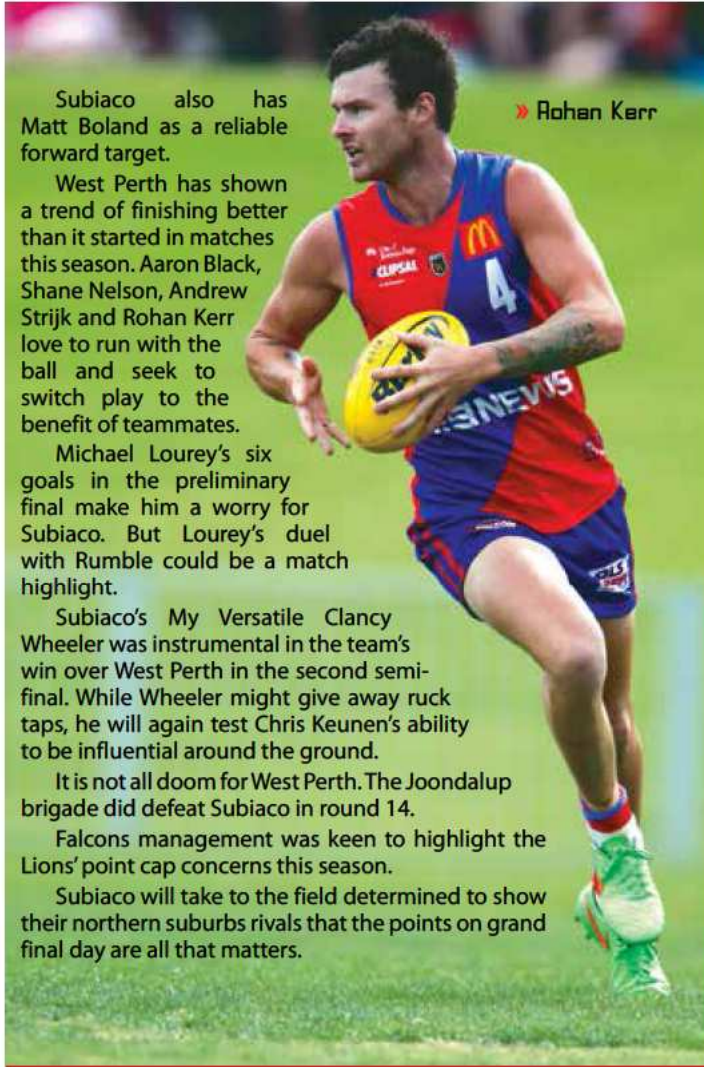 » Rohan Kerr
Subiaco also has
Matt Boland as a reliable
forward target.
West Perth has shown
a trend of finishing better
than it started in matches
this season. Aaron Black,
Shane Nelson, Andrew
Strijk and Rohan Kerr
love to run with the
ball and seek to
switch play to the
benefit of teammates.
Michael Lourey's six
goals in the preliminary
final make him a worry for
Subiaco. But Lourey's duel
with Rumble could be a match
highlight.
Subiaco's My Versatile Clancy
Wheeler was instrumental in the team's
win over West Perth in the second semi-
final. While Wheeler might give away ruck
taps, he will again test Chris Keunen's ability
to be influential around the ground.
It is not all doom for West Perth. The Joondalup
brigade did defeat Subiaco in round 14.
Falcons management was keen to highlight the
Lions' point cap concerns this season.
Subiaco will take to the field determined to show
their northern suburbs rivals that the points on grand
final day are all that matters.
CLIPSAL
4